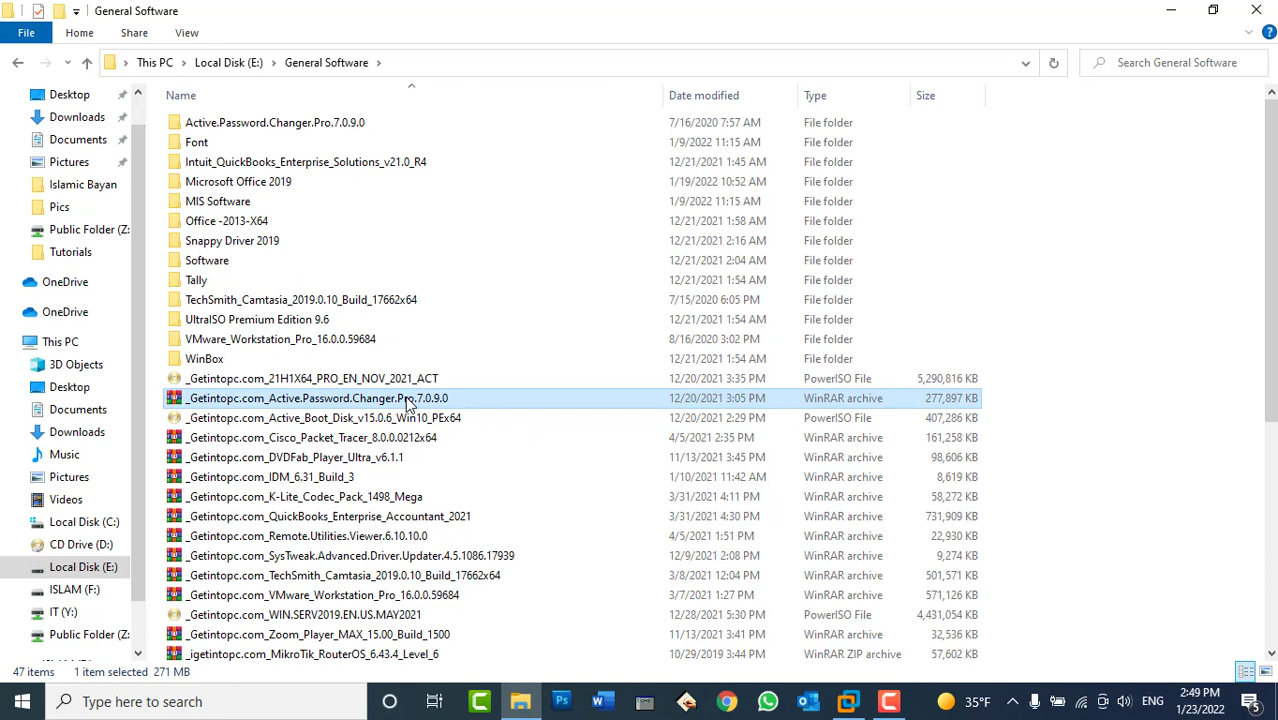 General Software
File Home Share View
This PC Local Disk (E:) General Software
Search General Software
Name Date modified Type Size
Desktop
Downloads
Documents
Pictures
Islamic Bayan
Pics
Public Folder (Z:
Tutorials
OneDrive
OneDrive
This PC
3D Objects
Desktop
Documents
Downloads
Music
Pictures
Videos
Local Disk (C:)
CD Drive (D:)
Local Disk (E:)
ISLAM (F:)
IT (Y:)
Public Folder (Z:
Active.Password.Changer.Pro.7.0.9.0 7/16/2020 7:57 AM File folder
Font 1/9/2022 11:15 AM File folder
Intuit_QuickBooks_Enterprise_Solutions_v21.0_R4 12/21/2021 1:45 AM File folder
Microsoft Office 2019 1/19/2022 10:52 AM File folder
MIS Software 1/9/2022 11:15 AM File folder
Office -2013-X64 12/21/2021 1:58 AM File folder
Snappy Driver 2019 12/21/2021 2:16 AM File folder
Software 12/21/2021 2:04 AM File folder
Tally 12/21/2021 1:54 AM File folder
TechSmith_Camtasia_2019.0.10_Build_17662x64 7/15/2020 6:05 PM File folder
UltraISO Premium Edition 9.6 12/21/2021 1:54 AM File folder
VMware_Workstation_Pro_16.0.0.59684 8/16/2020 3:02 PM File folder
WinBox 12/21/2021 1:54 AM File folder
_Getintopc.com_21H1X64_PRO_EN_NOV_2021_ACT 12/20/2021 3:35 PM PowerISO File 5,290,816 KB
_Getintopc.com_Active.Password.Changer.Pro.7.0.9.0 12/20/2021 3:05 PM WinRAR archive 277,897 KB
_Getintopc.com_Active_Boot_Disk_v15.0.6_Win10_PEx64 12/20/2021 2:29 PM PowerISO File 407,286 KB
_Getintopc.com_Cisco_Packet_Tracer_8.0.0.0212x64 4/5/2021 2:35 PM WinRAR archive 161,258 KB
_Getintopc.com_DVDFab_Player_Ultra_v6.1.1 11/13/2021 3:45 PM WinRAR archive 98,606 KB
_Getintopc.com_IDM_6.31_Build_3 1/10/2021 11:42 AM WinRAR archive 8,619 KB
_Getintopc.com_K-Lite_Codec_Pack_1498_Mega 3/31/2021 4:11 PM WinRAR archive 58,272 KB
_Getintopc.com_QuickBooks_Enterprise_Accountant_2021 3/31/2021 4:30 PM WinRAR archive 731,909 KB
_Getintopc.com_Remote.Utilities.Viewer.6.10.10.0 4/5/2021 1:51 PM WinRAR archive 22,930 KB
_Getintopc.com_SysTweak.Advanced.Driver.Updater.4.5.1086.17939 12/9/2021 2:08 PM WinRAR archive 9,274 KB
_Getintopc.com_TechSmith_Camtasia_2019.0.10_Build_17662x64 3/8/2021 12:04 PM WinRAR archive 501,571 KB
_Getintopc.com_VMware_Workstation_Pro_16.0.0.59684 3/7/2021 1:27 PM WinRAR archive 571,126 KB
_Getintopc.com_WIN.SERV2019.EN.US.MAY2021 12/28/2021 5:30 PM PowerISO File 4,431,054 KB
_Getintopc.com_Zoom_Player_MAX_15.00_Build_1500 11/13/2021 3:41 PM WinRAR archive 32,536 KB
_igetintopc.com_MikroTik_RouterOS_6.43.4_Level_6 10/29/2019 3:44 PM WinRAR ZIP archive 57,602 KB
47 items 1 item selected 271 MB
Type here to search
35°F
ENG
2:49 PM
1/23/2022
5